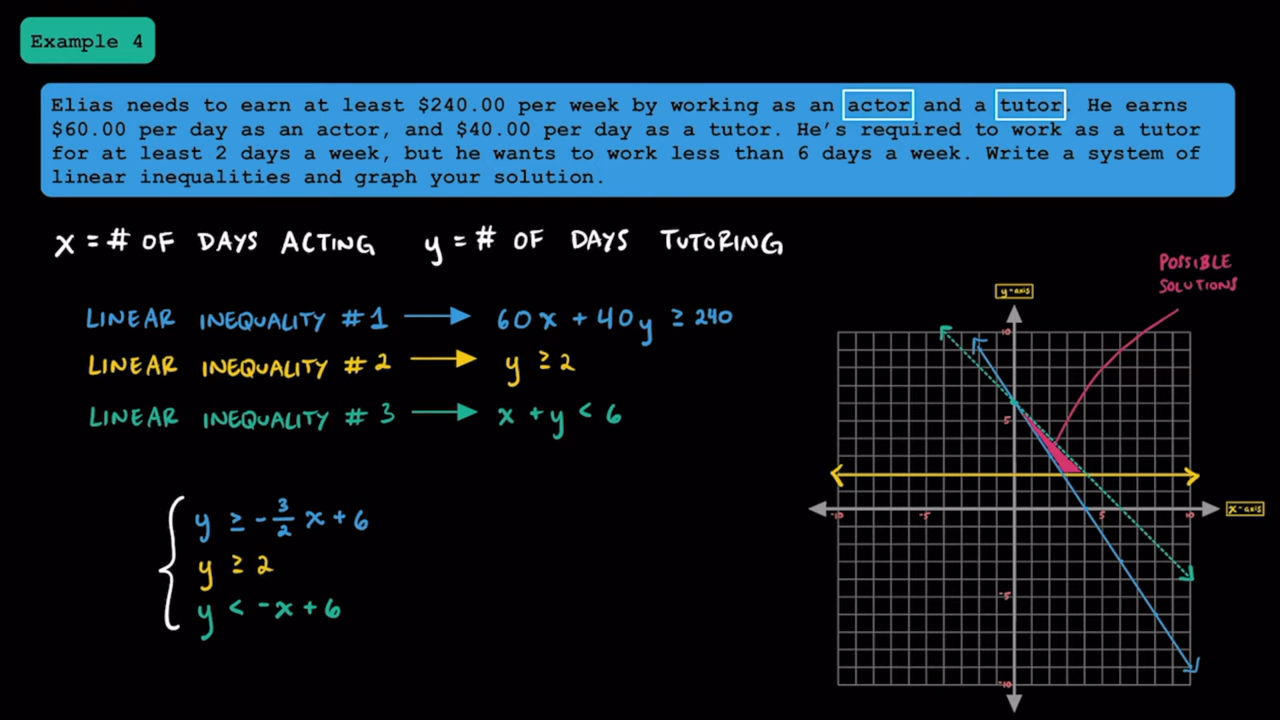 Example 4
Elias needs to earn at least $240.00 per week by working as an actor and a tutor. He earns
$60.00 per day as an actor, and $40.00 per day as a tutor. He's required to work as a tutor
for at least 2 days a week, but he wants to work less than 6 days a week. Write a system of
linear inequalities and graph your solution.
x = # OF DAYS ACTING y = # OF DAYS TUTORING
LINEAR INEQUALITY #1 → 60x + 40y ≥ 240
LINEAR INEQUALITY #2 → y ≥ 2
LINEAR INEQUALITY #3 → x + y < 6
y ≥ -3/2 x + 6
y ≥ 2
y < -x + 6
POSSIBLE
SOLUTIONS
y-axis
10
5
-10 -5 5 10
x-axis
-5
-10